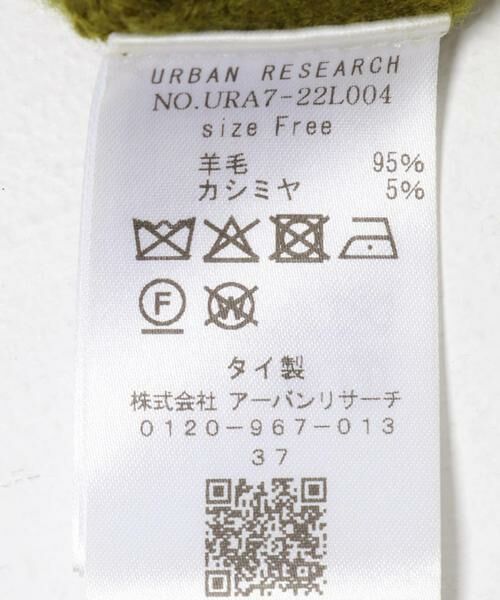 URBAN RESEARCH
NO.URA7-22L004
size Free
羊毛 95%
カシミヤ 5%
F W
タイ製
株式会社 アーバンリサーチ
0120-967-013
37